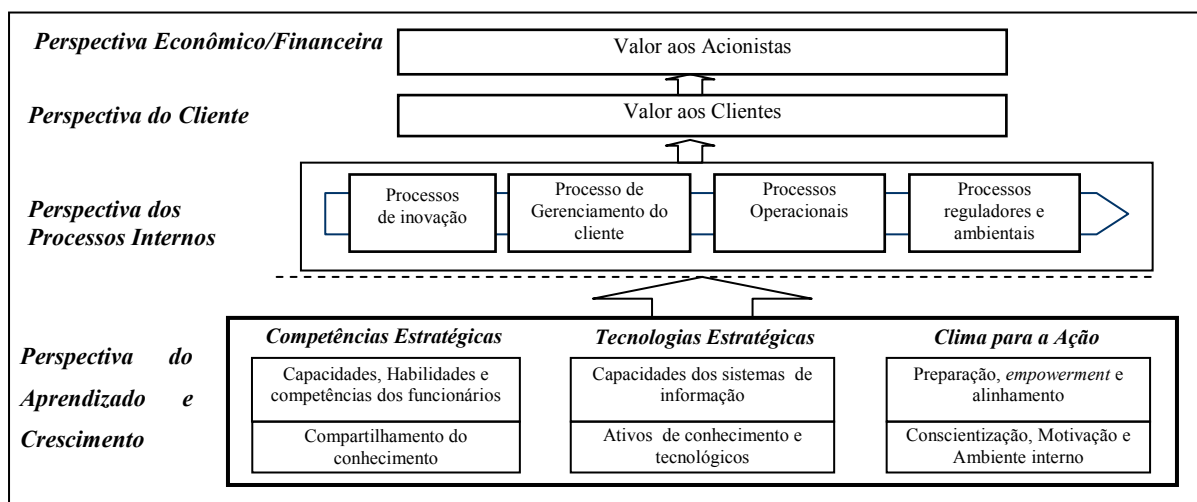 Perspectiva Econômico/Financeira
Valor aos Acionistas
Perspectiva do Cliente
Valor aos Clientes
Perspectiva dos
Processos Internos
Processos
de inovação
Processo de
Gerenciamento do
cliente
Processos
Operacionais
Processos
reguladores e
ambientais
Perspectiva do
Aprendizado e
Crescimento
Competências Estratégicas
Capacidades, Habilidades e
competências dos funcionários
Compartilhamento do
conhecimento
Tecnologias Estratégicas
Capacidades dos sistemas de
informação
Ativos de conhecimento e
tecnológicos
Clima para a Ação
Preparação, empowerment e
alinhamento
Conscientização, Motivação e
Ambiente interno